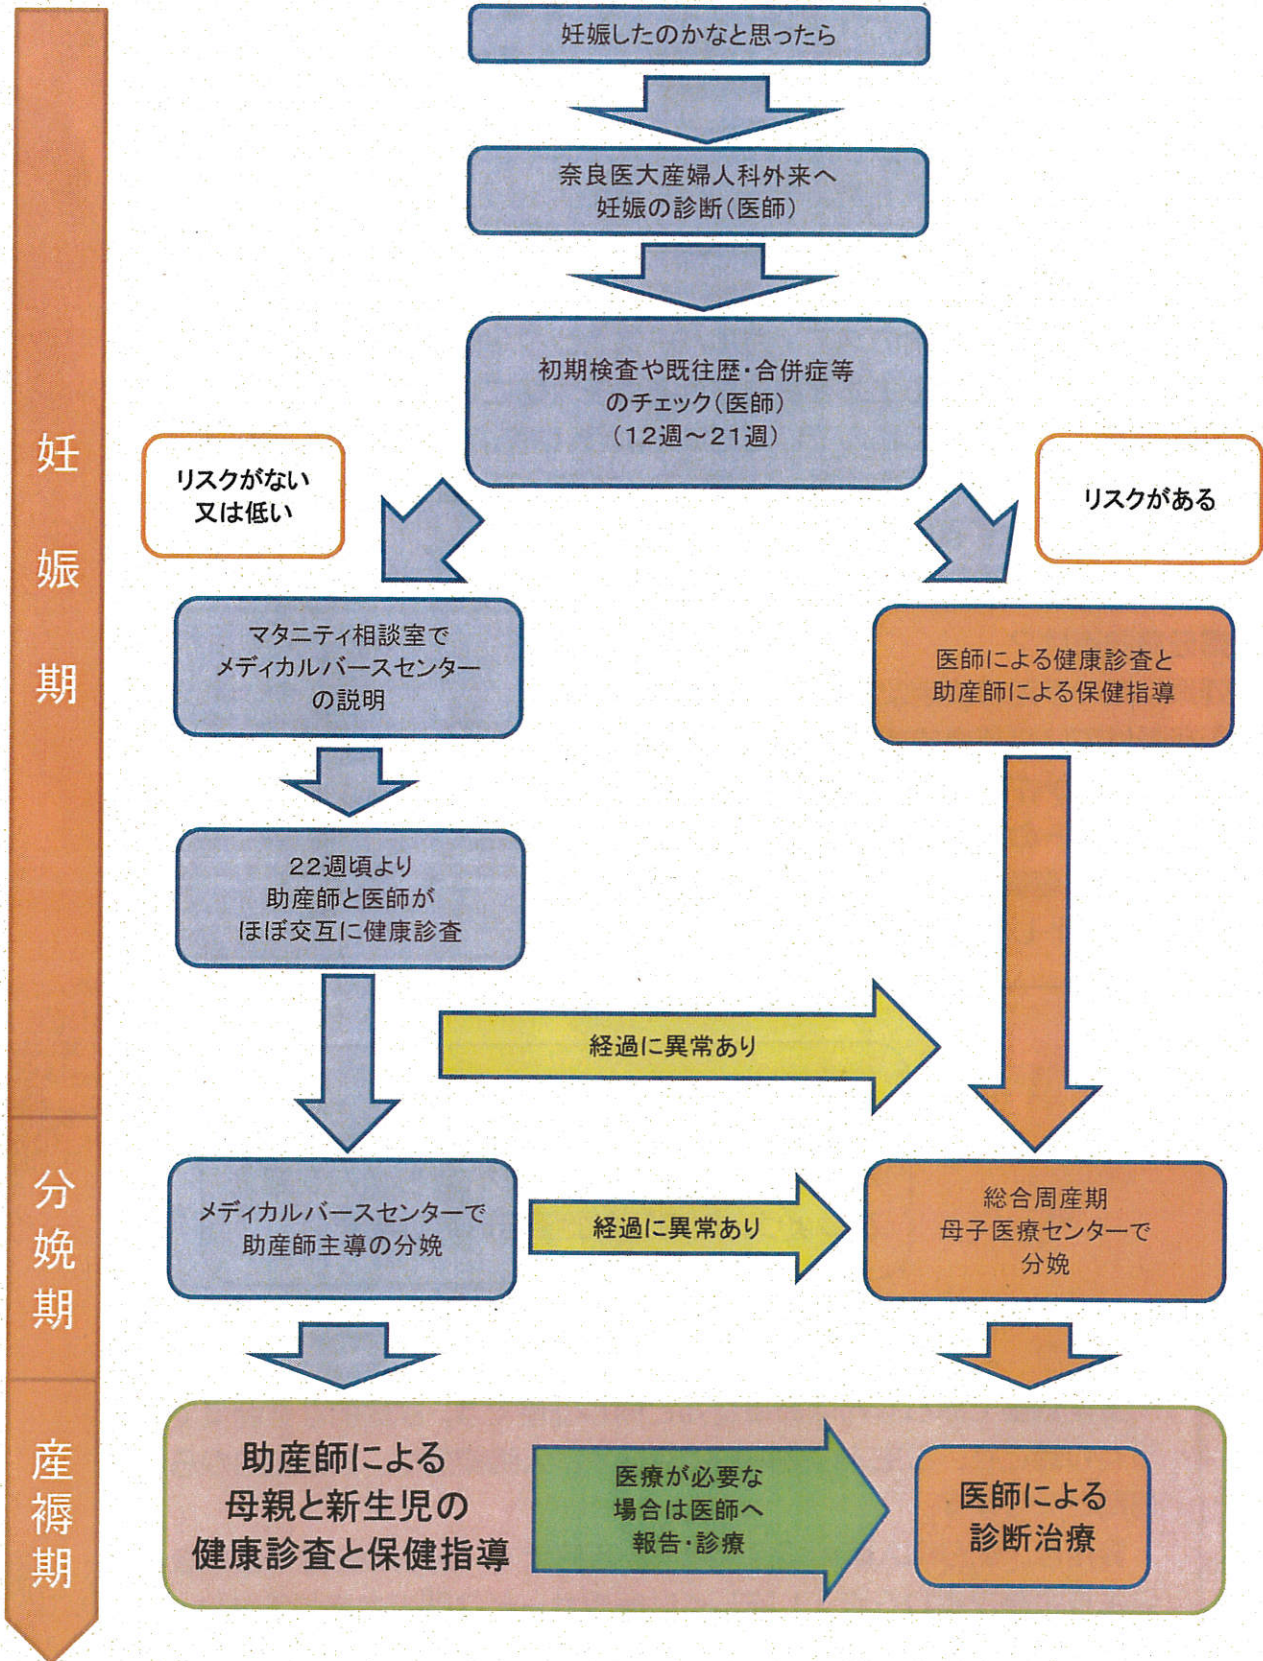 妊娠期
分娩期
産褥期
妊娠したのかなと思ったら
奈良医大産婦人科外来へ
妊娠の診断(医師)
初期検査や既往歴・合併症等
のチェック(医師)
(12週～21週)
リスクがない
又は低い
リスクがある
マタニティ相談室で
メディカルバースセンター
の説明
医師による健康診査と
助産師による保健指導
22週頃より
助産師と医師が
ほぼ交互に健康診査
経過に異常あり
メディカルバースセンターで
助産師主導の分娩
経過に異常あり
総合周産期
母子医療センターで
分娩
助産師による
母親と新生児の
健康診査と保健指導
医療が必要な
場合は医師へ
報告・診療
医師による
診断治療